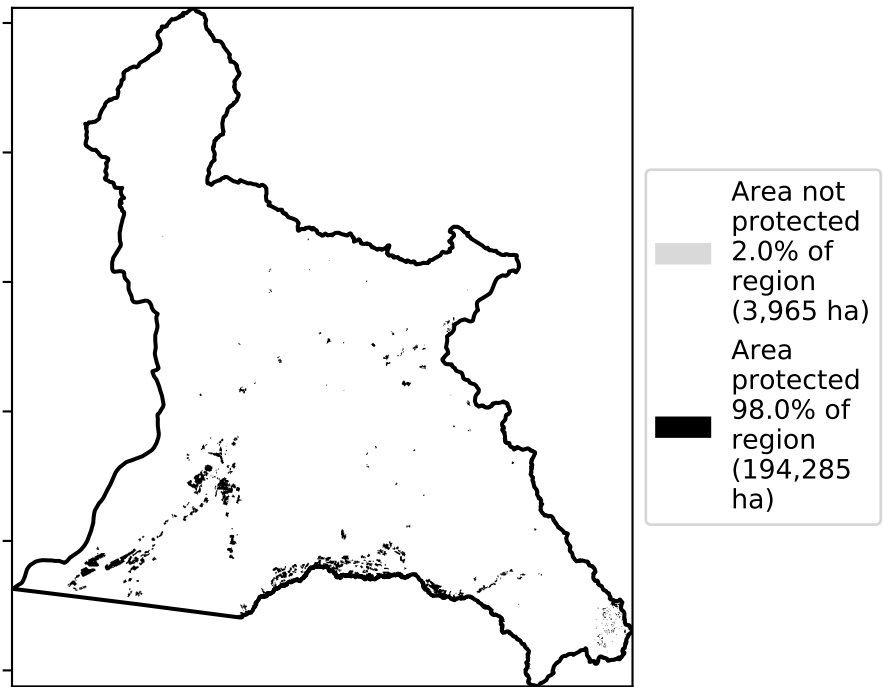 Area not
protected
2.0% of
region
(3,965 ha)
Area
protected
98.0% of
region
(194,285
ha)